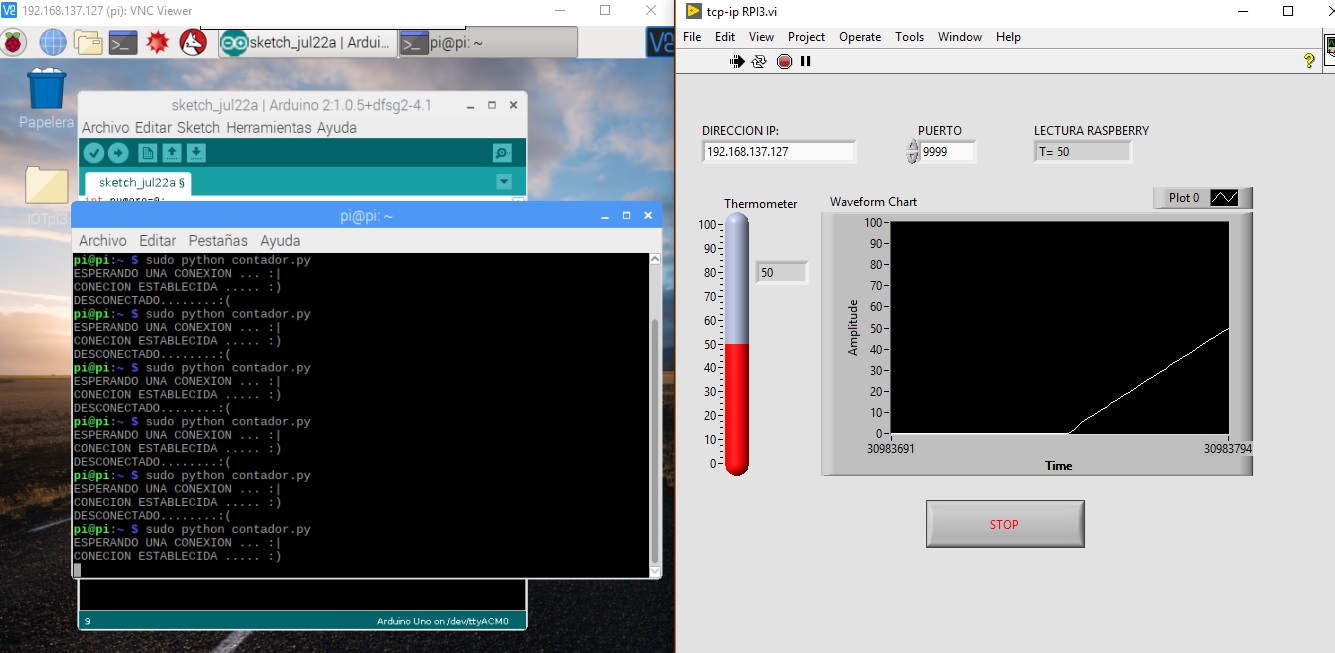 192.168.137.127 (pi): VNC Viewer
sketch_jul22a | Ardui...
pi@pi: ~
Papelera
IOTpi3
sketch_jul22a | Arduino 2:1.0.5+dfsg2-4.1
Archivo Editar Sketch Herramientas Ayuda
sketch_jul22a §
int numero=0;
pi@pi: ~
Archivo Editar Pestañas Ayuda
pi@pi:~ $ sudo python contador.py
ESPERANDO UNA CONEXION ... :|
CONECION ESTABLECIDA ..... :)
DESCONECTADO........:(
pi@pi:~ $ sudo python contador.py
ESPERANDO UNA CONEXION ... :|
CONECION ESTABLECIDA ..... :)
DESCONECTADO........:(
pi@pi:~ $ sudo python contador.py
ESPERANDO UNA CONEXION ... :|
CONECION ESTABLECIDA ..... :)
DESCONECTADO........:(
pi@pi:~ $ sudo python contador.py
ESPERANDO UNA CONEXION ... :|
CONECION ESTABLECIDA ..... :)
DESCONECTADO........:(
pi@pi:~ $ sudo python contador.py
ESPERANDO UNA CONEXION ... :|
CONECION ESTABLECIDA ..... :)
DESCONECTADO........:(
pi@pi:~ $ sudo python contador.py
ESPERANDO UNA CONEXION ... :|
CONECION ESTABLECIDA ..... :)
9
Arduino Uno on /dev/ttyACM0
tcp-ip RPI3.vi
File Edit View Project Operate Tools Window Help
DIRECCION IP:
192.168.137.127
PUERTO
9999
LECTURA RASPBERRY
T= 50
Thermometer
100
90
80
70
60
50
40
30
20
10
0
50
Waveform Chart
Plot 0
Amplitude
100
90
80
70
60
50
40
30
20
10
0
30983691
30983794
Time
STOP